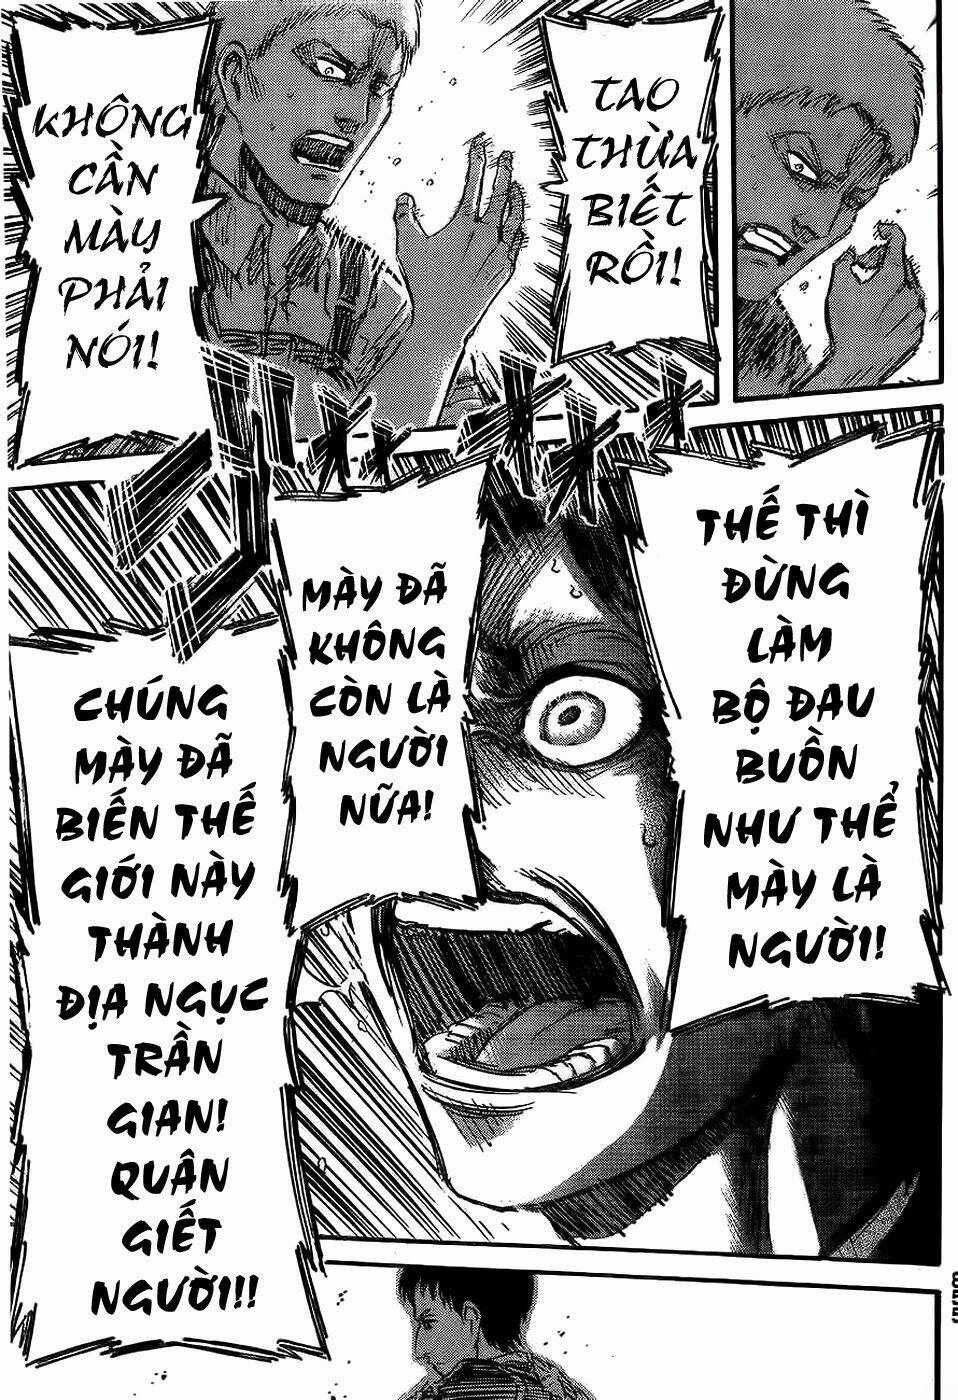 TAO
THỪA
BIẾT
RỒI!
KHÔNG
CẦN
MÀY
PHẢI
NÓI!
THẾ THÌ
ĐỪNG
LÀM
BỘ ĐAU
BUỒN
NHƯ THỂ
MÀY LÀ
NGƯỜI!
MÀY ĐÃ
KHÔNG
CÒN LÀ
NGƯỜI
NỮA!
CHÚNG
MÀY ĐÃ
BIẾN THẾ
GIỚI NÀY
THÀNH
ĐỊA NGỤC
TRẦN
GIAN!
QUÂN
GIẾT
NGƯỜI!!